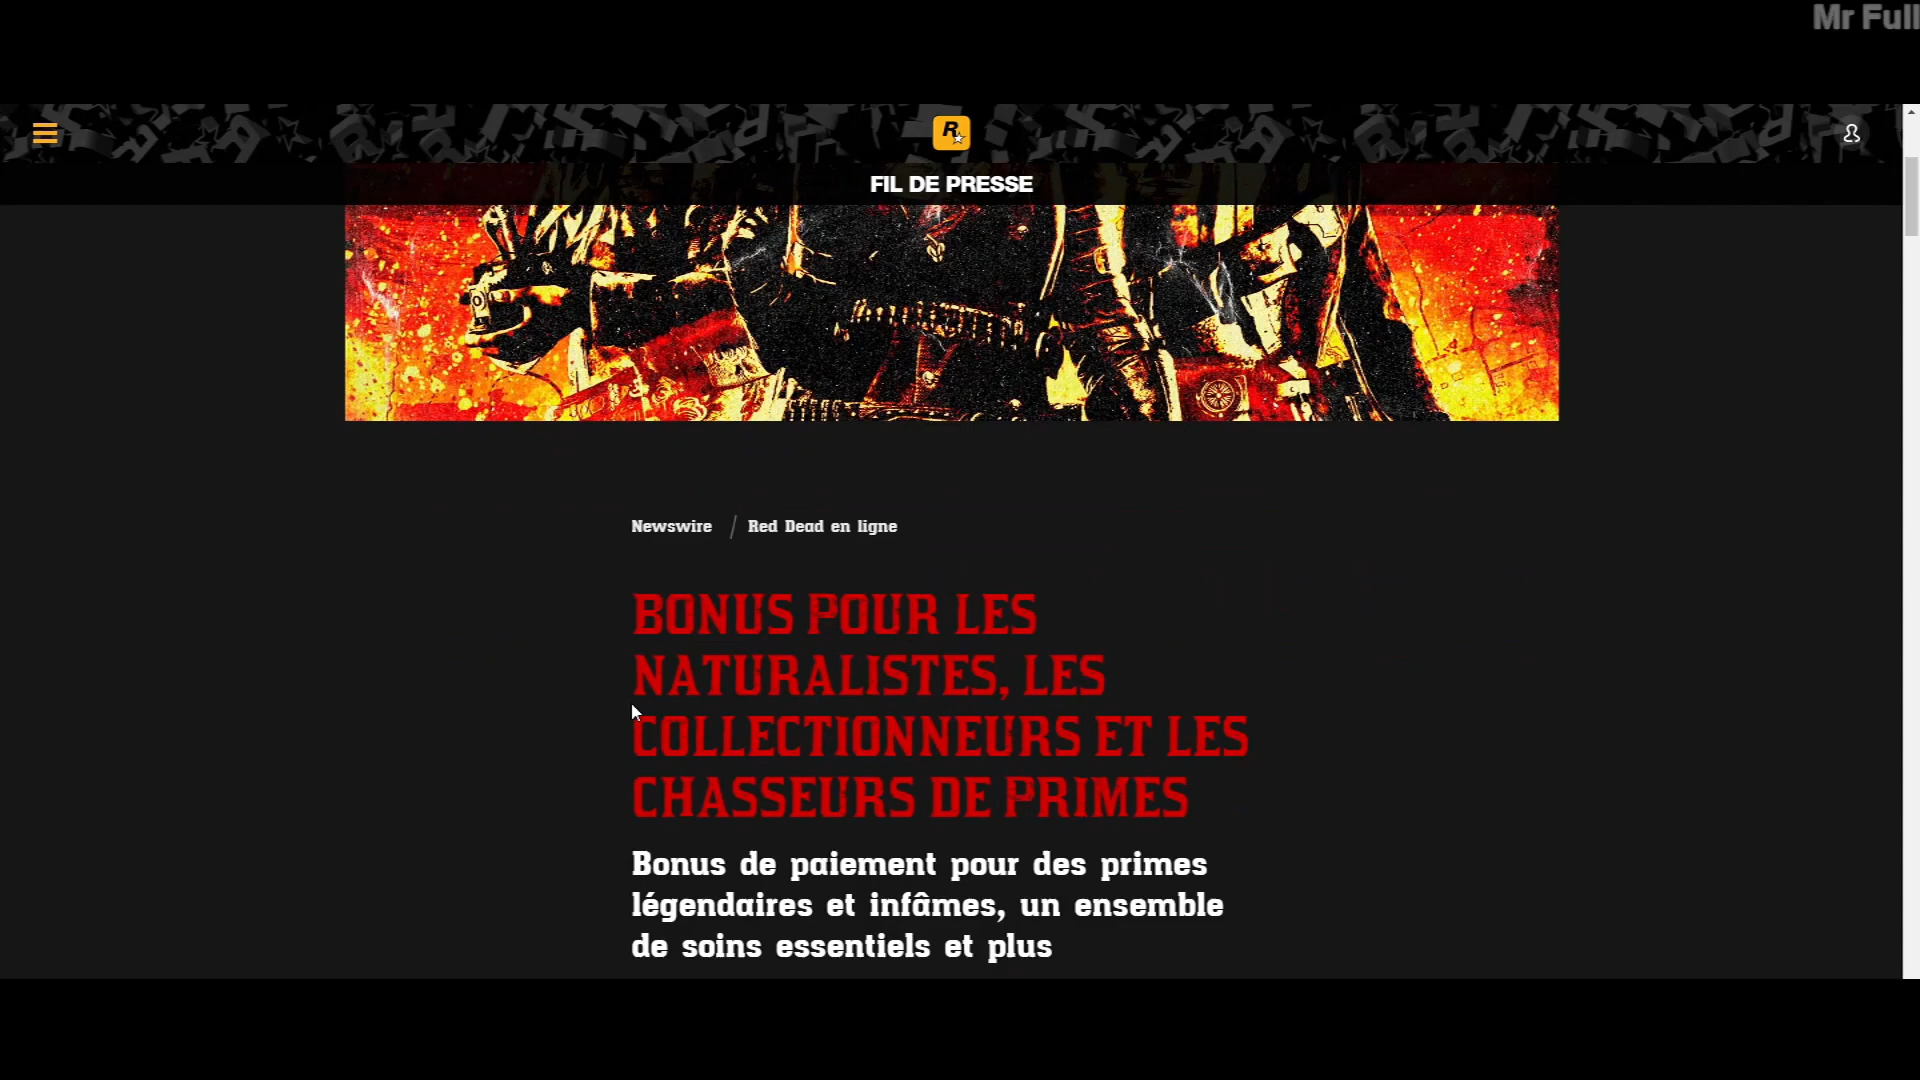 Mr Full
R
FIL DE PRESSE
Newswire / Red Dead en ligne
BONUS POUR LES
NATURALISTES, LES
COLLECTIONNEURS ET LES
CHASSEURS DE PRIMES
Bonus de paiement pour des primes
légendaires et infâmes, un ensemble
de soins essentiels et plus